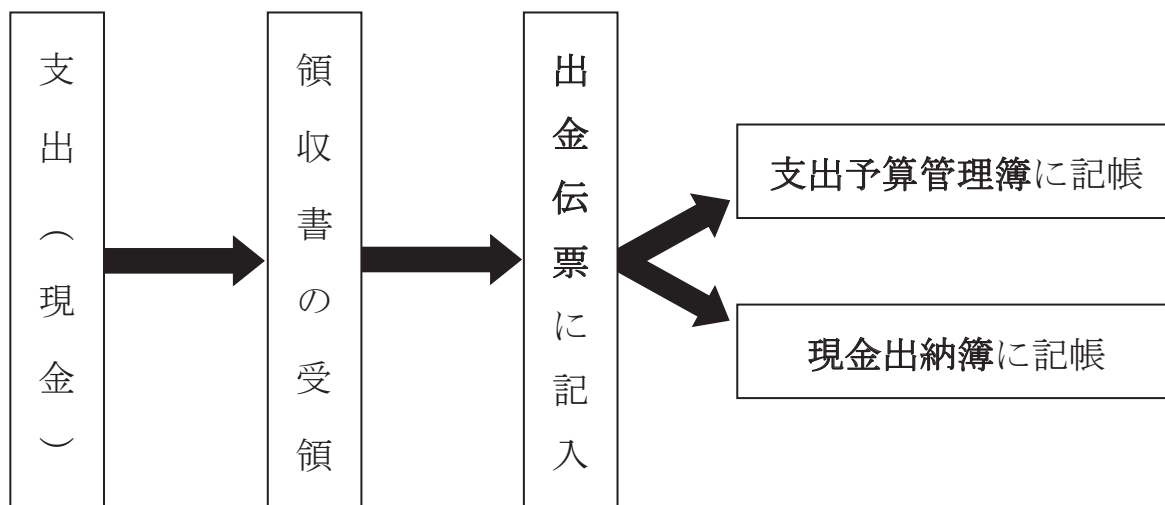 支出（現金）
領収書の受領
出金伝票に記入
支出予算管理簿に記帳
現金出納簿に記帳